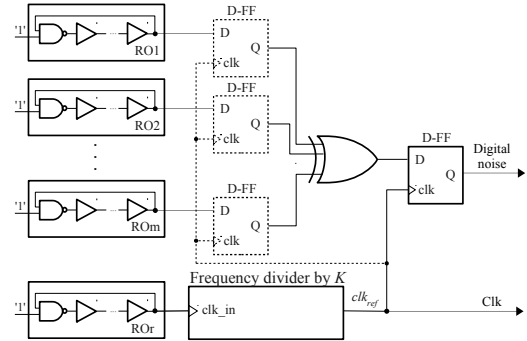 D-FF
'1'
RO1
D
Q
clk
D-FF
'1'
RO2
D
Q
clk
D-FF
D
Q
clk
Digital
noise
D-FF
'1'
ROm
D
Q
clk
Frequency divider by K
clk_ref
Clk
'1'
ROr
clk_in